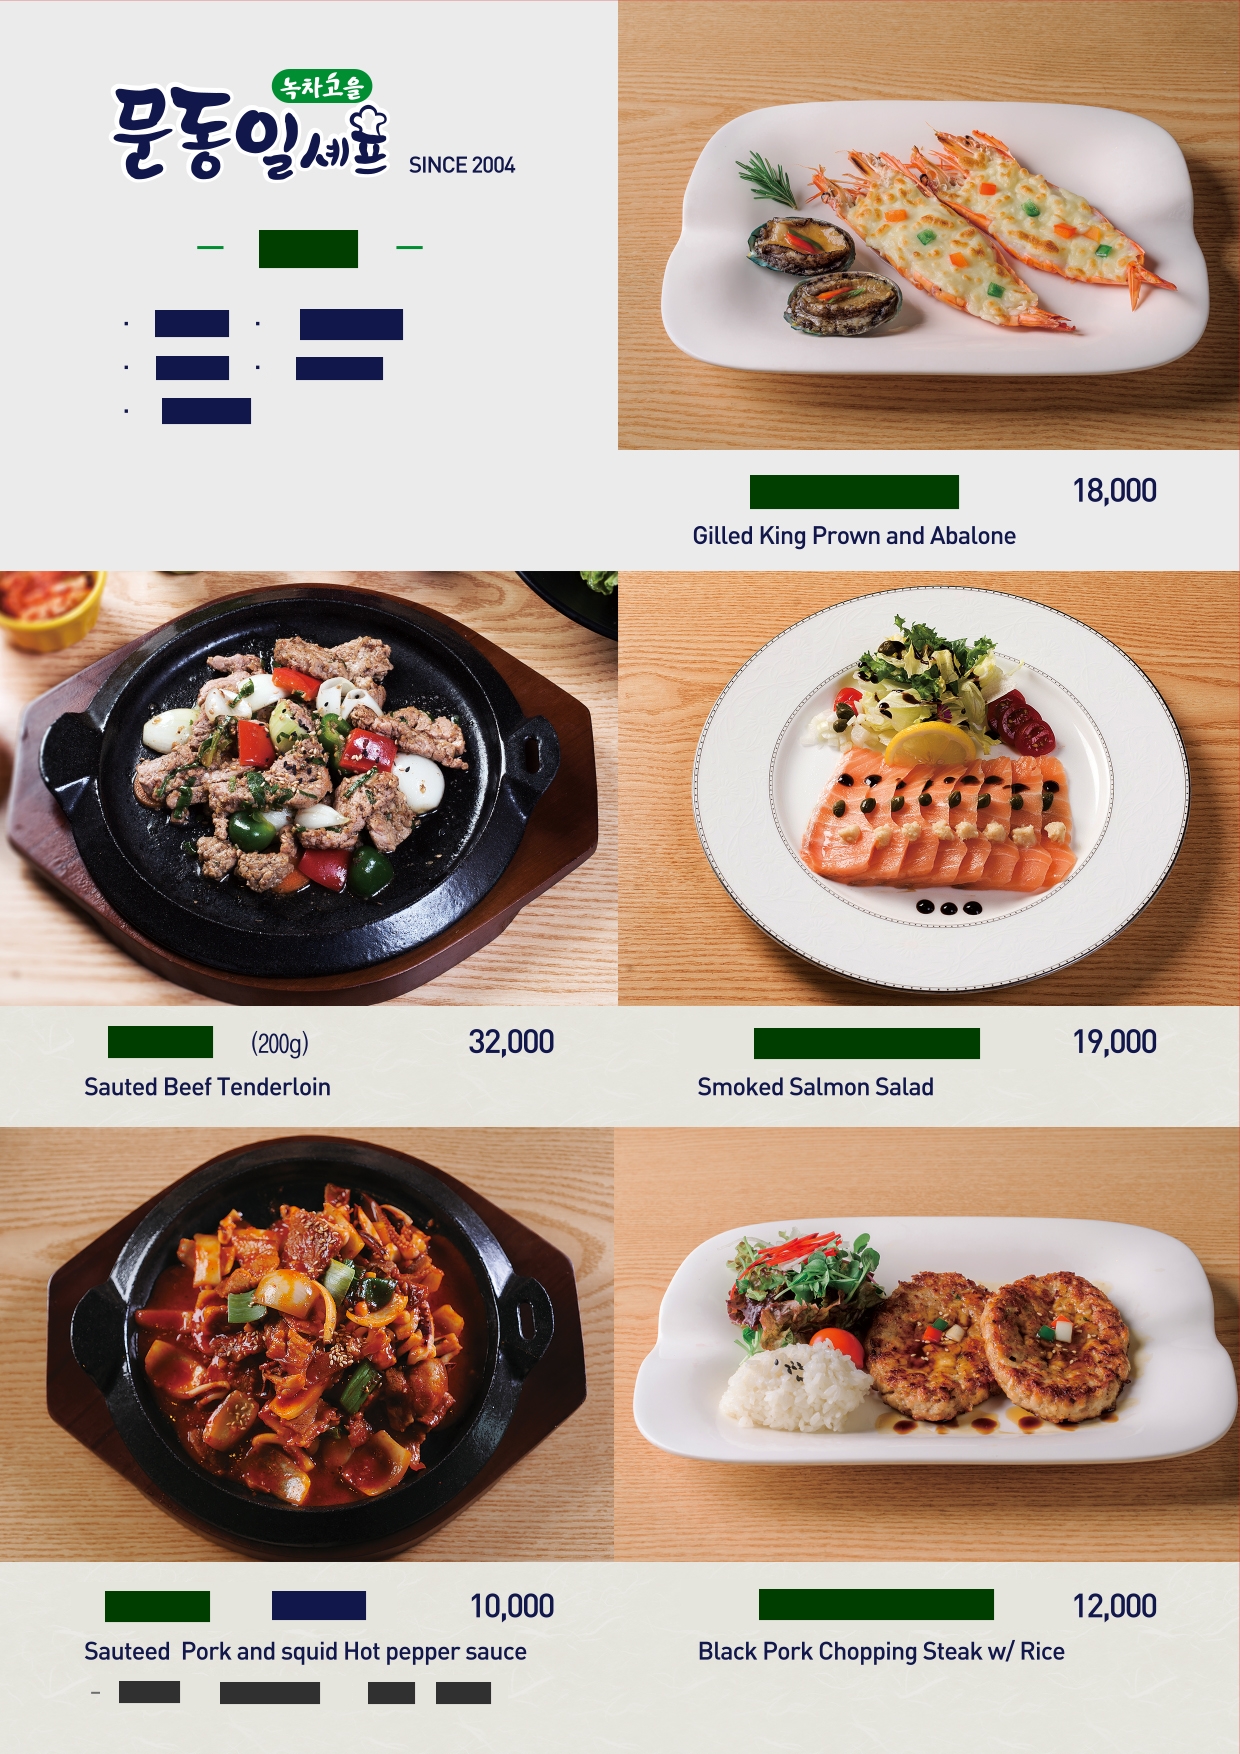 녹차고을
문동일셰프 SINCE 2004
18,000
Gilled King Prown and Abalone
(200g) 32,000
Sauted Beef Tenderloin
19,000
Smoked Salmon Salad
10,000
Sauteed Pork and squid Hot pepper sauce
12,000
Black Pork Chopping Steak w/ Rice